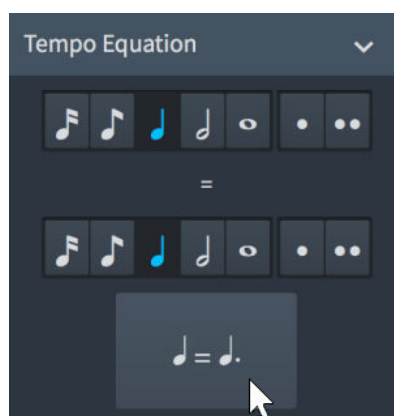 Tempo Equation
=
=